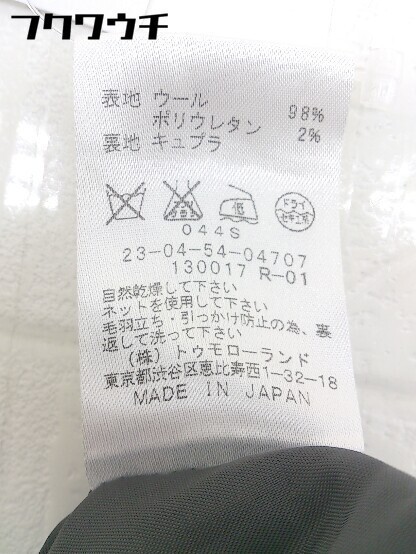 フクワウチ
表地 ウール 98%
ポリウレタン 2%
裏地 キュプラ
中 ドライ セキユ系
044S
23-04-54-04707
130017 R-01
自然乾燥して下さい
ネットを使用して下さい
毛羽立ち・引っかけ防止の為、裏
返して洗って下さい
(株) トゥモローランド
東京都渋谷区恵比寿西1-32-18
MADE IN JAPAN